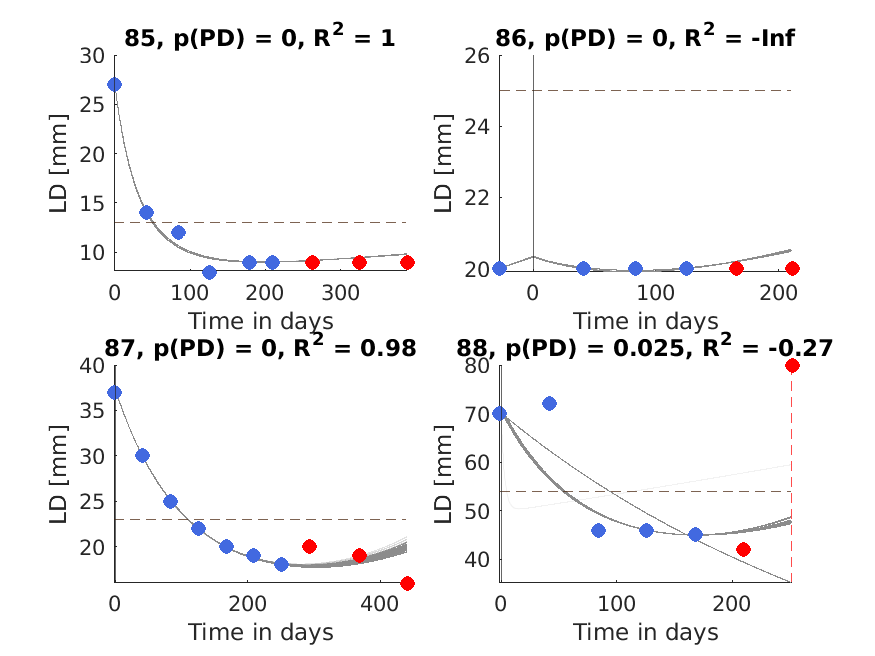 85, p(PD) = 0, R² = 1
30
25
20
15
10
LD [mm]
0 100 200 300
Time in days
86, p(PD) = 0, R² = -Inf
26
24
22
20
LD [mm]
0 100 200
Time in days
87, p(PD) = 0, R² = 0.98
40
35
30
25
20
LD [mm]
0 200 400
Time in days
88, p(PD) = 0.025, R² = -0.27
80
70
60
50
40
LD [mm]
0 100 200
Time in days